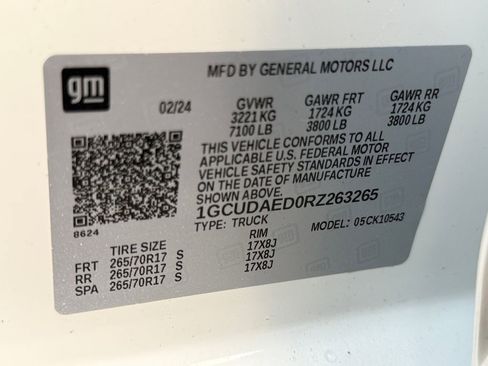 gm
MFD BY GENERAL MOTORS LLC
02/24 GVWR GAWR FRT GAWR RR
3221 KG 1724 KG 1724 KG
7100 LB 3800 LB 3800 LB
THIS VEHICLE CONFORMS TO ALL
APPLICABLE U.S. FEDERAL MOTOR
VEHICLE SAFETY STANDARDS IN EFFECT
ON THE DATE OF MANUFACTURE
SHOWN ABOVE.
1GCUDAED0RZ263265
8624 TYPE: TRUCK MODEL: 05CK10543
TIRE SIZE RIM
FRT 265/70R17 S 17X8J
RR 265/70R17 S 17X8J
SPA 265/70R17 S 17X8J